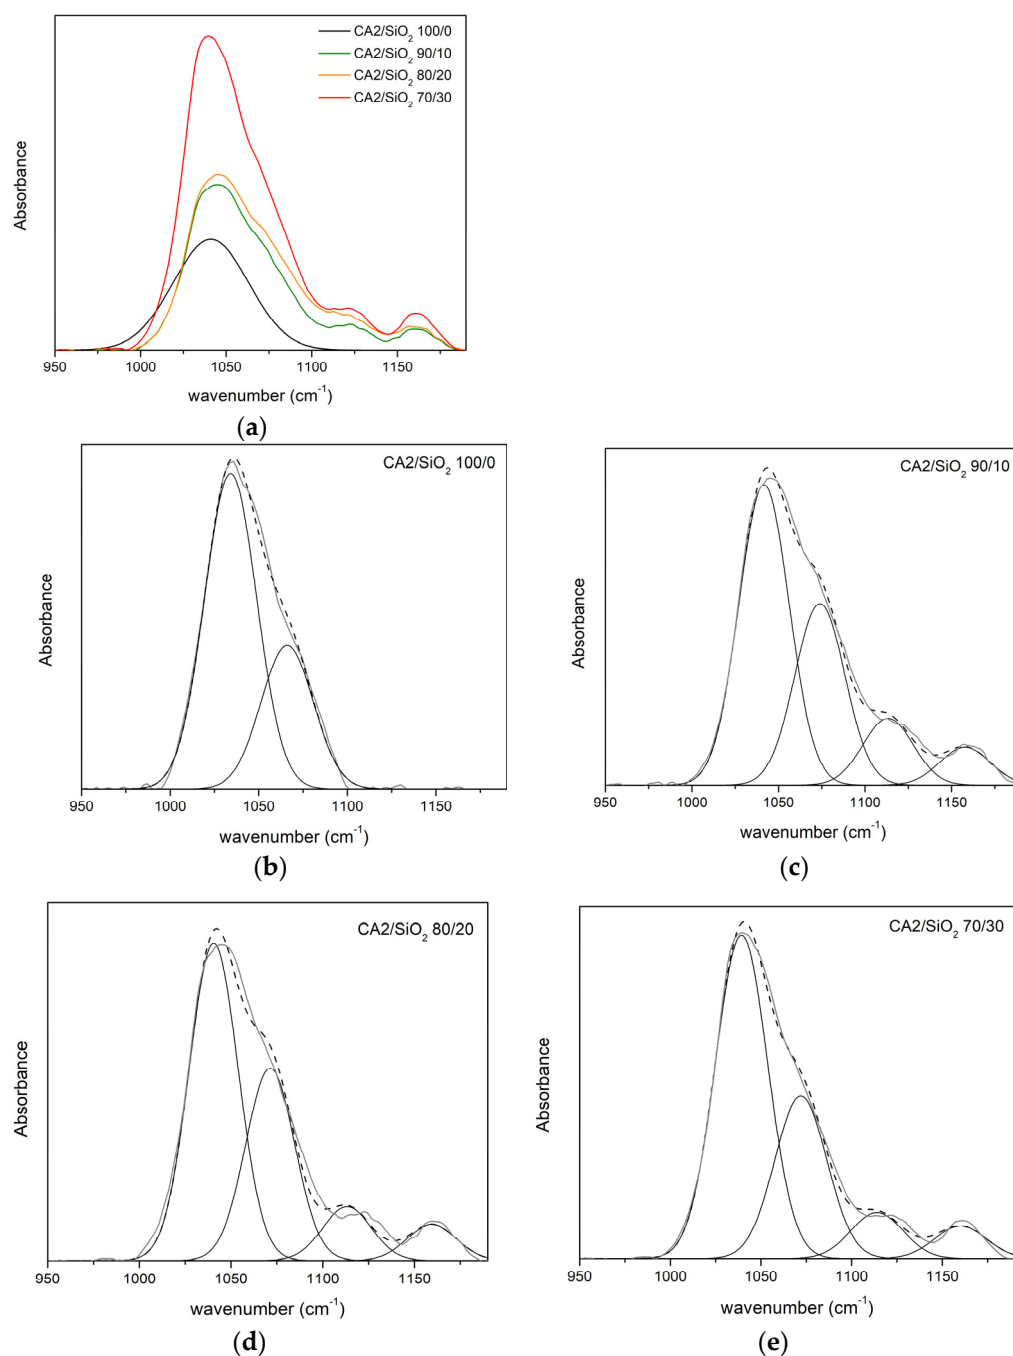 CA2/SiO2 100/0
CA2/SiO2 90/10
CA2/SiO2 80/20
CA2/SiO2 70/30
Absorbance
950 1000 1050 1100 1150
wavenumber (cm-1)
(a)
CA2/SiO2 100/0
Absorbance
950 1000 1050 1100 1150
wavenumber (cm-1)
(b)
CA2/SiO2 90/10
Absorbance
950 1000 1050 1100 1150
wavenumber (cm-1)
(c)
CA2/SiO2 80/20
Absorbance
950 1000 1050 1100 1150
wavenumber (cm-1)
(d)
CA2/SiO2 70/30
Absorbance
950 1000 1050 1100 1150
wavenumber (cm-1)
(e)